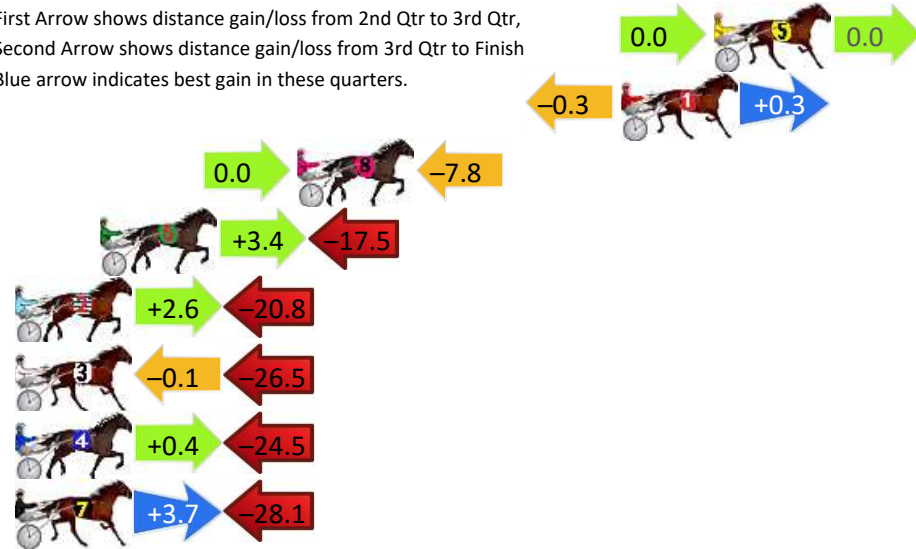 First Arrow shows distance gain/loss from 2nd Qtr to 3rd Qtr,
Second Arrow shows distance gain/loss from 3rd Qtr to Finish
Blue arrow indicates best gain in these quarters.
0.0 5 0.0
–0.3 1 +0.3
0.0 8 –7.8
+3.4 –17.5
2 +2.6 –20.8
3 –0.1 –26.5
4 +0.4 –24.5
7 +3.7 –28.1